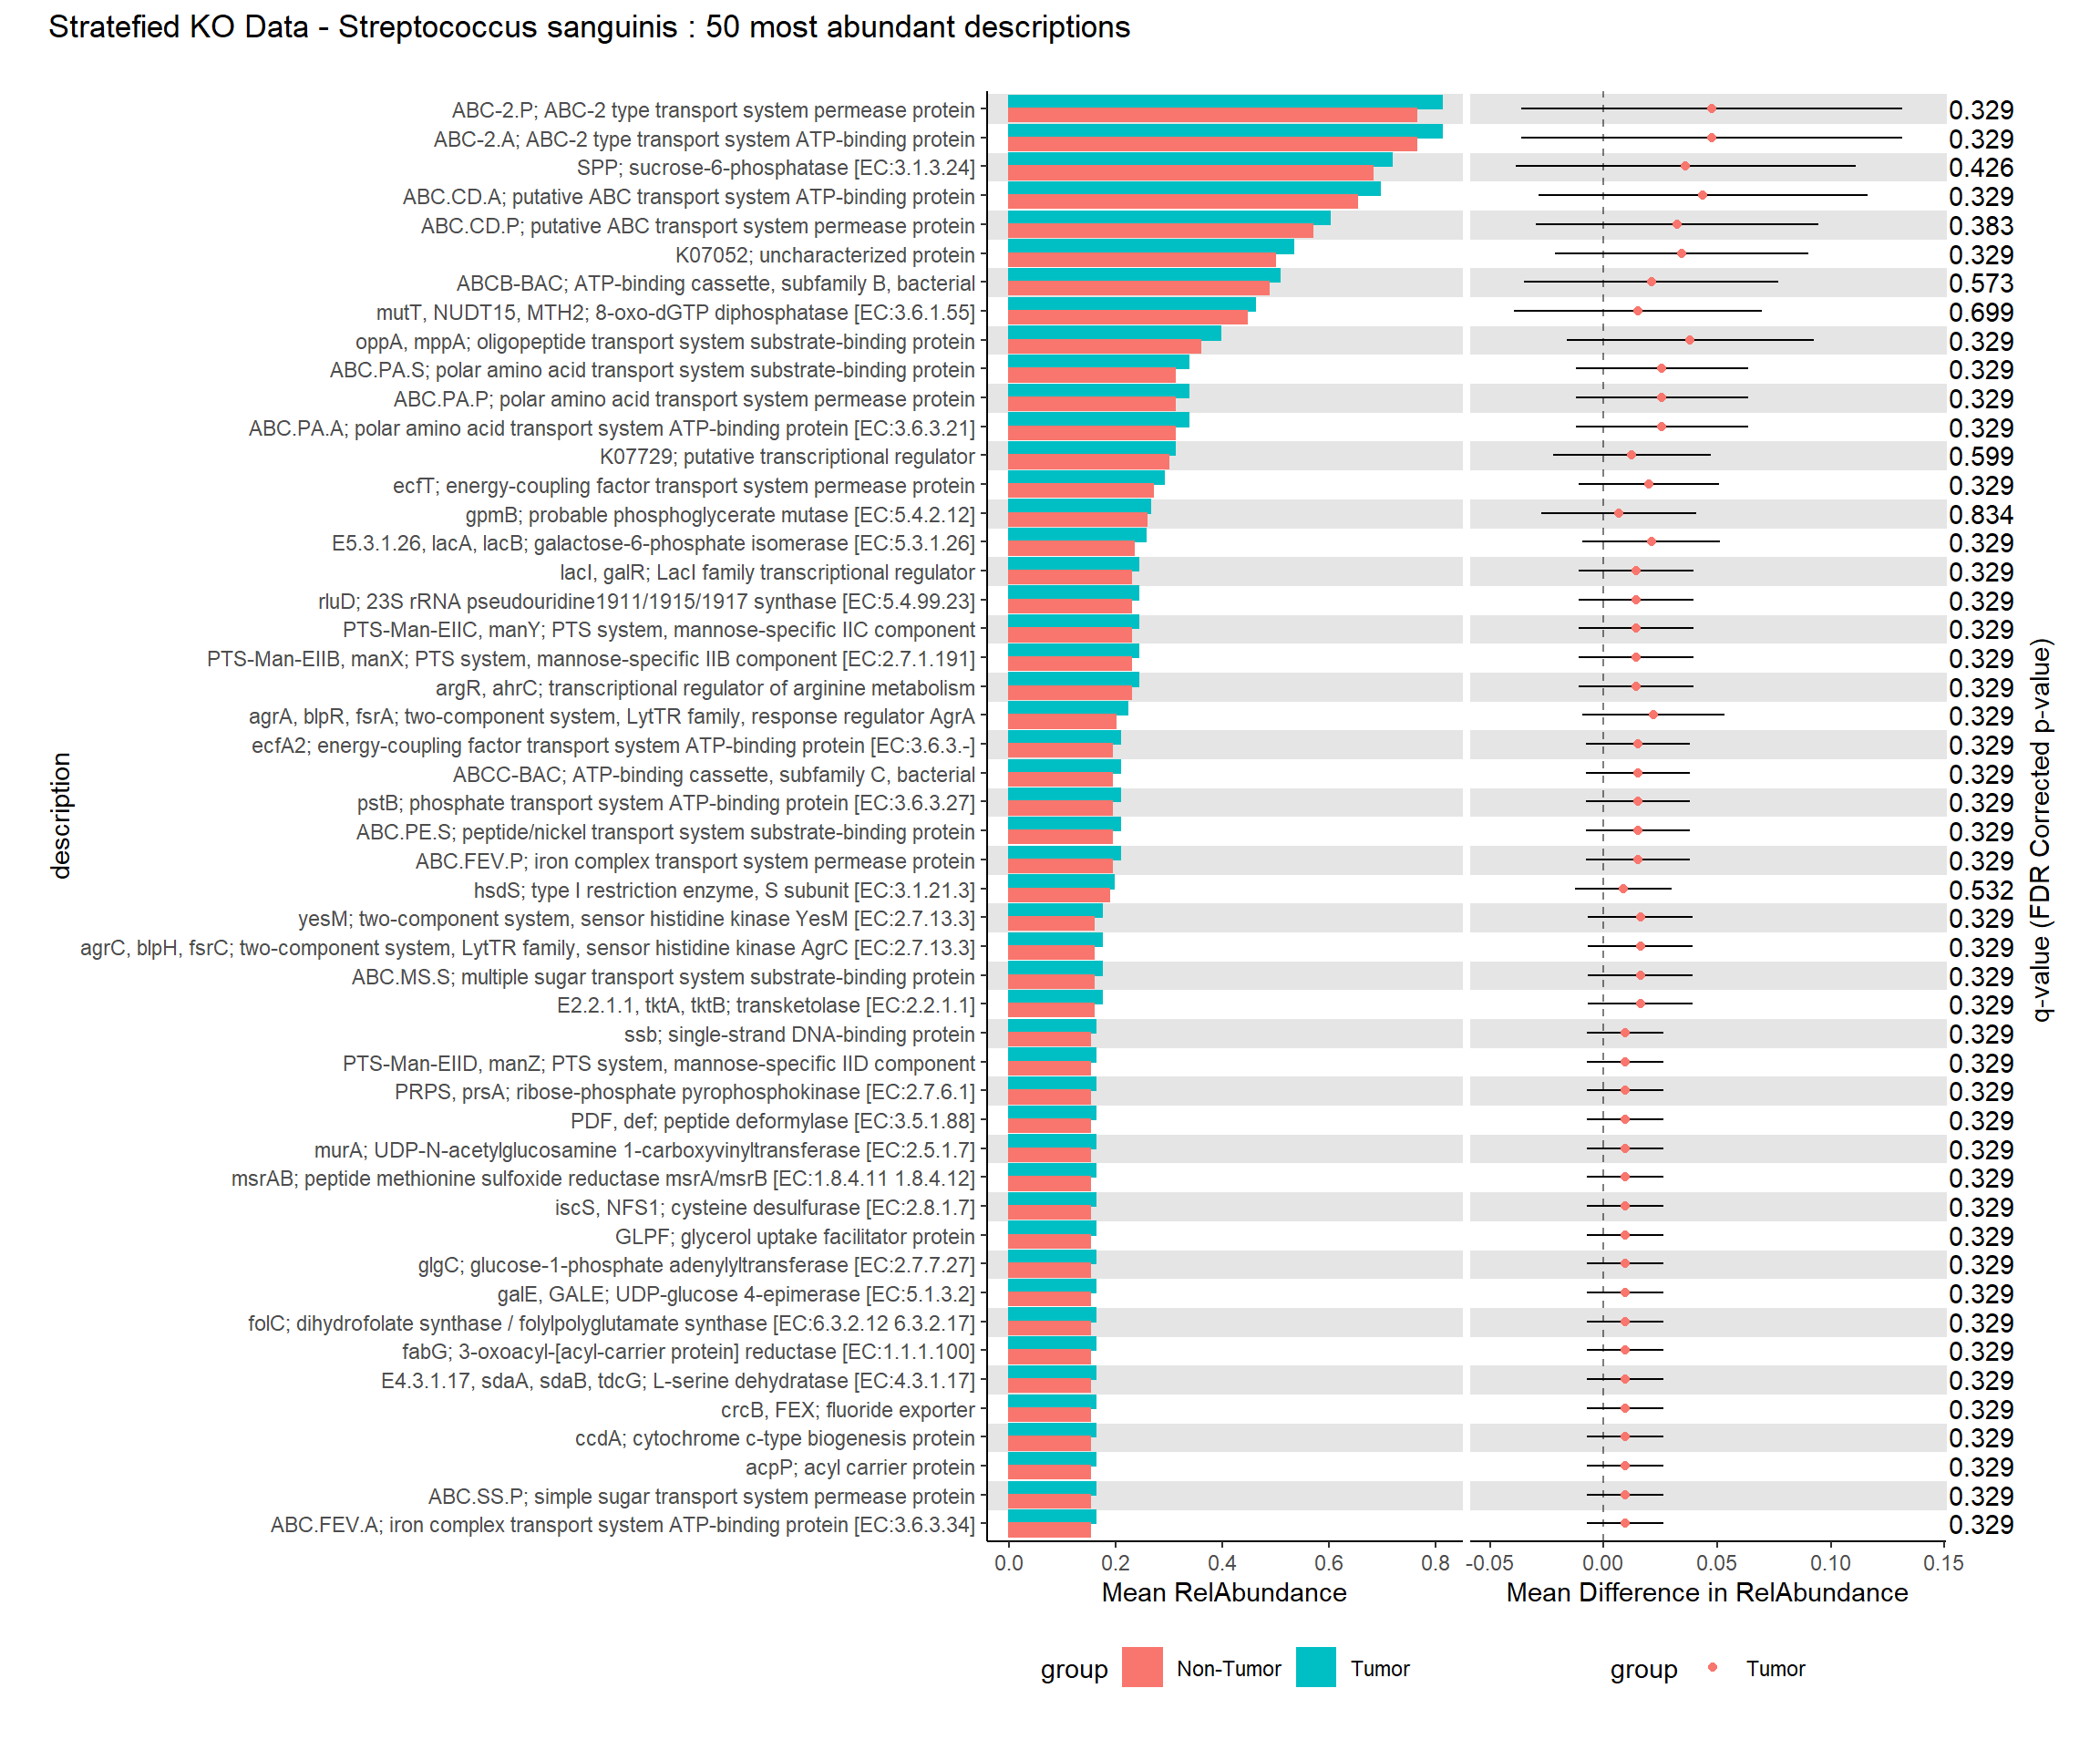 Stratefied KO Data - Streptococcus sanguinis : 50 most abundant descriptions
description
ABC-2.P; ABC-2 type transport system permease protein 0.329
ABC-2.A; ABC-2 type transport system ATP-binding protein 0.329
SPP; sucrose-6-phosphatase [EC:3.1.3.24] 0.426
ABC.CD.A; putative ABC transport system ATP-binding protein 0.329
ABC.CD.P; putative ABC transport system permease protein 0.383
K07052; uncharacterized protein 0.329
ABCB-BAC; ATP-binding cassette, subfamily B, bacterial 0.573
mutT, NUDT15, MTH2; 8-oxo-dGTP diphosphatase [EC:3.6.1.55] 0.699
oppA, mppA; oligopeptide transport system substrate-binding protein 0.329
ABC.PA.S; polar amino acid transport system substrate-binding protein 0.329
ABC.PA.P; polar amino acid transport system permease protein 0.329
ABC.PA.A; polar amino acid transport system ATP-binding protein [EC:3.6.3.21] 0.329
K07729; putative transcriptional regulator 0.599
ecfT; energy-coupling factor transport system permease protein 0.329
gpmB; probable phosphoglycerate mutase [EC:5.4.2.12] 0.834
E5.3.1.26, lacA, lacB; galactose-6-phosphate isomerase [EC:5.3.1.26] 0.329
lacI, galR; LacI family transcriptional regulator 0.329
rluD; 23S rRNA pseudouridine1911/1915/1917 synthase [EC:5.4.99.23] 0.329
PTS-Man-EIIC, manY; PTS system, mannose-specific IIC component 0.329
PTS-Man-EIIB, manX; PTS system, mannose-specific IIB component [EC:2.7.1.191] 0.329
argR, ahrC; transcriptional regulator of arginine metabolism 0.329
agrA, blpR, fsrA; two-component system, LytTR family, response regulator AgrA 0.329
ecfA2; energy-coupling factor transport system ATP-binding protein [EC:3.6.3.-] 0.329
ABCC-BAC; ATP-binding cassette, subfamily C, bacterial 0.329
pstB; phosphate transport system ATP-binding protein [EC:3.6.3.27] 0.329
ABC.PE.S; peptide/nickel transport system substrate-binding protein 0.329
ABC.FEV.P; iron complex transport system permease protein 0.329
hsdS; type I restriction enzyme, S subunit [EC:3.1.21.3] 0.532
yesM; two-component system, sensor histidine kinase YesM [EC:2.7.13.3] 0.329
agrC, blpH, fsrC; two-component system, LytTR family, sensor histidine kinase AgrC [EC:2.7.13.3] 0.329
ABC.MS.S; multiple sugar transport system substrate-binding protein 0.329
E2.2.1.1, tktA, tktB; transketolase [EC:2.2.1.1] 0.329
ssb; single-strand DNA-binding protein 0.329
PTS-Man-EIID, manZ; PTS system, mannose-specific IID component 0.329
PRPS, prsA; ribose-phosphate pyrophosphokinase [EC:2.7.6.1] 0.329
PDF, def; peptide deformylase [EC:3.5.1.88] 0.329
murA; UDP-N-acetylglucosamine 1-carboxyvinyltransferase [EC:2.5.1.7] 0.329
msrAB; peptide methionine sulfoxide reductase msrA/msrB [EC:1.8.4.11 1.8.4.12] 0.329
iscS, NFS1; cysteine desulfurase [EC:2.8.1.7] 0.329
GLPF; glycerol uptake facilitator protein 0.329
glgC; glucose-1-phosphate adenylyltransferase [EC:2.7.7.27] 0.329
galE, GALE; UDP-glucose 4-epimerase [EC:5.1.3.2] 0.329
folC; dihydrofolate synthase / folylpolyglutamate synthase [EC:6.3.2.12 6.3.2.17] 0.329
fabG; 3-oxoacyl-[acyl-carrier protein] reductase [EC:1.1.1.100] 0.329
E4.3.1.17, sdaA, sdaB, tdcG; L-serine dehydratase [EC:4.3.1.17] 0.329
crcB, FEX; fluoride exporter 0.329
ccdA; cytochrome c-type biogenesis protein 0.329
acpP; acyl carrier protein 0.329
ABC.SS.P; simple sugar transport system permease protein 0.329
ABC.FEV.A; iron complex transport system ATP-binding protein [EC:3.6.3.34] 0.329
q-value (FDR Corrected p-value)
0.0 0.2 0.4 0.6 0.8 -0.05 0.00 0.05 0.10 0.15
Mean RelAbundance Mean Difference in RelAbundance
group Non-Tumor Tumor group Tumor